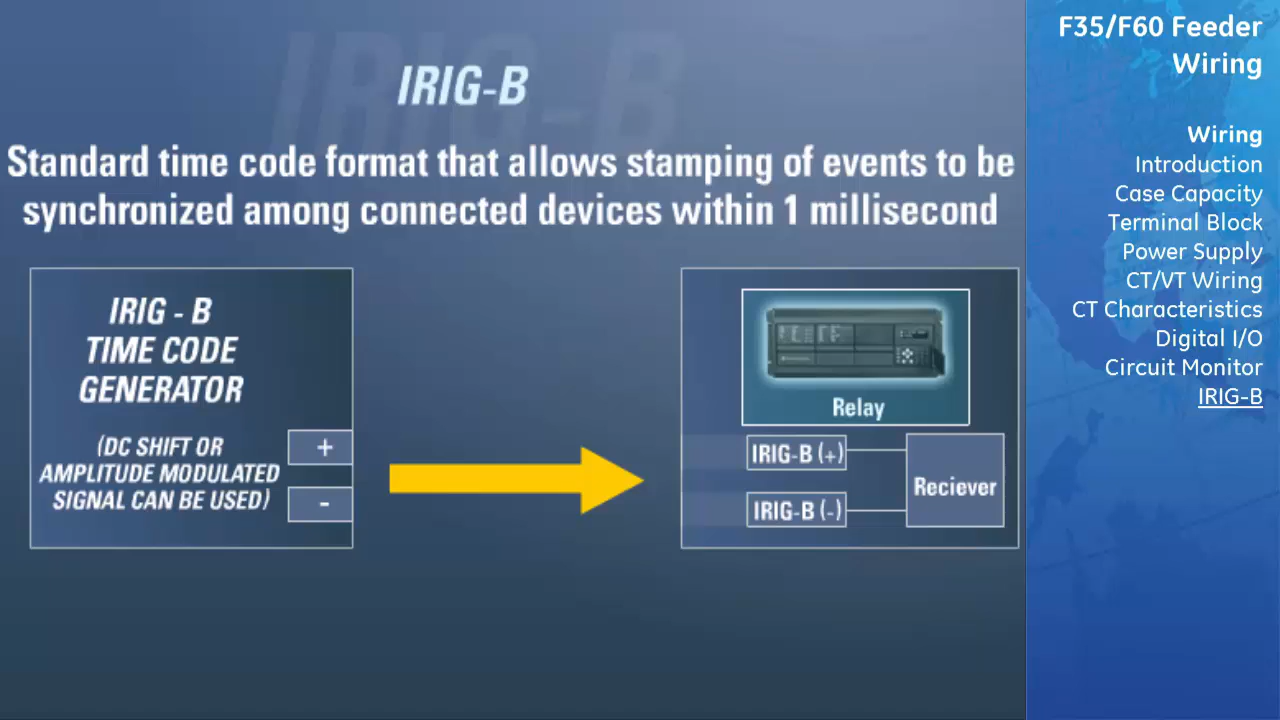 IRIG-B
Standard time code format that allows stamping of events to be
synchronized among connected devices within 1 millisecond
IRIG - B
TIME CODE
GENERATOR
(DC SHIFT OR
AMPLITUDE MODULATED
SIGNAL CAN BE USED)
+
-
Relay
IRIG-B (+)
IRIG-B (-)
Reciever
F35/F60 Feeder
Wiring
Wiring
Introduction
Case Capacity
Terminal Block
Power Supply
CT/VT Wiring
CT Characteristics
Digital I/O
Circuit Monitor
IRIG-B